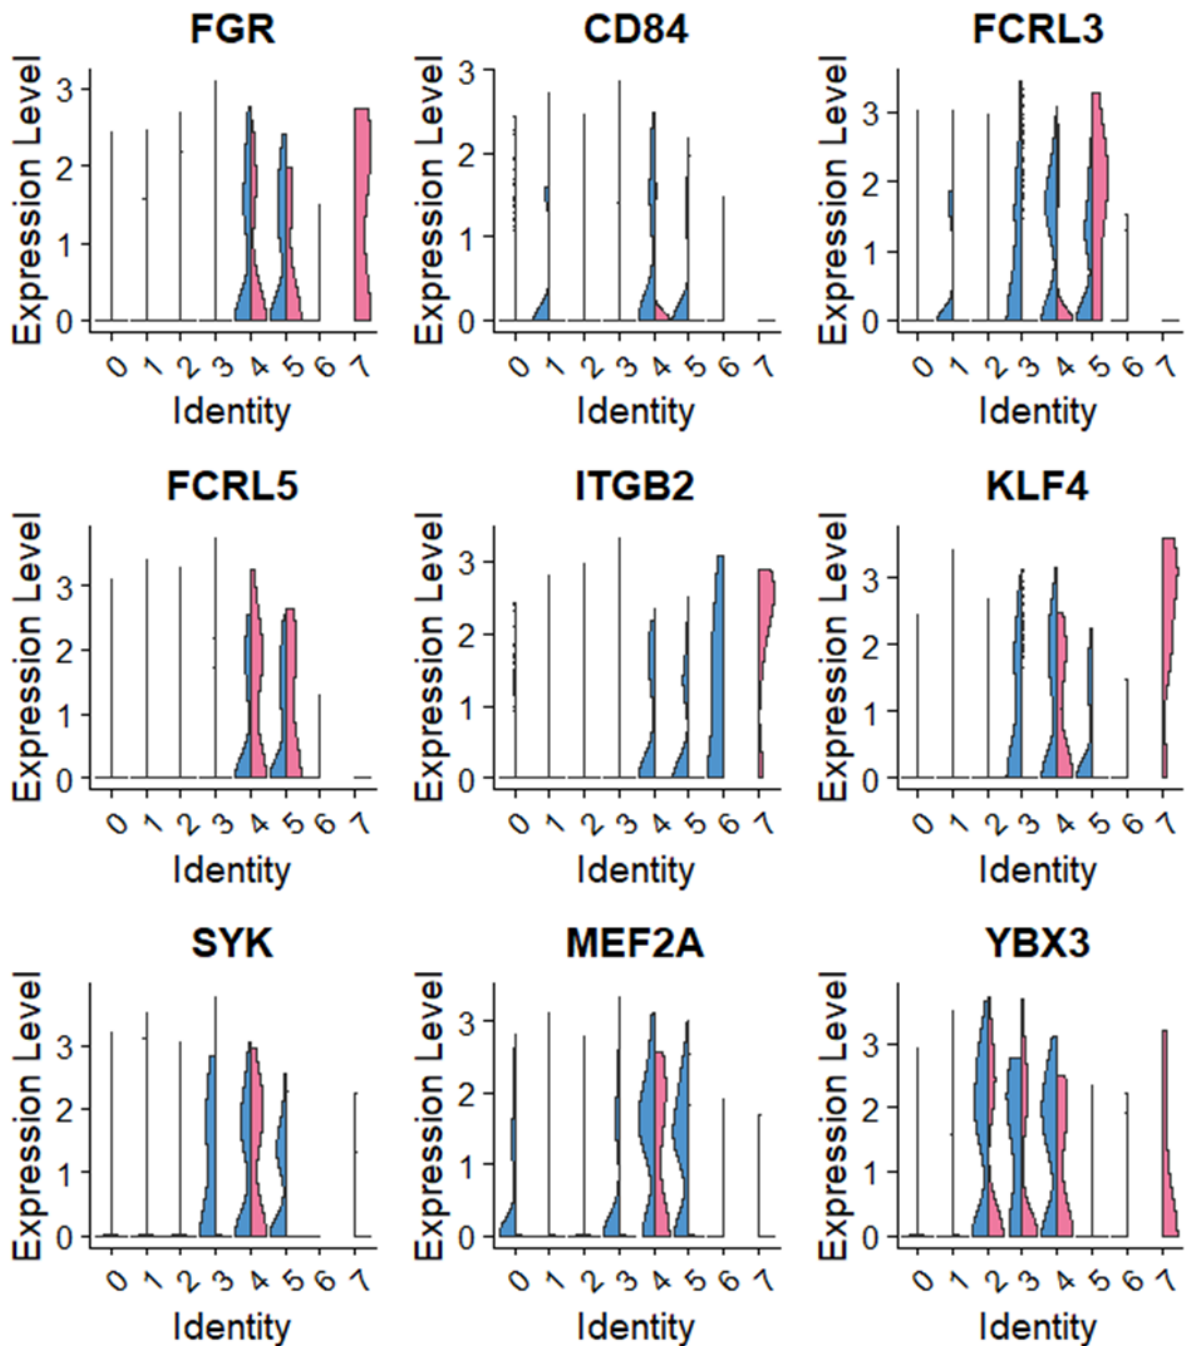 FGR CD84 FCRL3
Expression Level Expression Level Expression Level
3 3 3
2 2 2
1 1 1
0 0 0
0 1 2 3 4 5 6 7 0 1 2 3 4 5 6 7 0 1 2 3 4 5 6 7
Identity Identity Identity
FCRL5 ITGB2 KLF4
Expression Level Expression Level Expression Level
3 3 3
2 2 2
1 1 1
0 0 0
0 1 2 3 4 5 6 7 0 1 2 3 4 5 6 7 0 1 2 3 4 5 6 7
Identity Identity Identity
SYK MEF2A YBX3
Expression Level Expression Level Expression Level
3 3 3
2 2 2
1 1 1
0 0 0
0 1 2 3 4 5 6 7 0 1 2 3 4 5 6 7 0 1 2 3 4 5 6 7
Identity Identity Identity